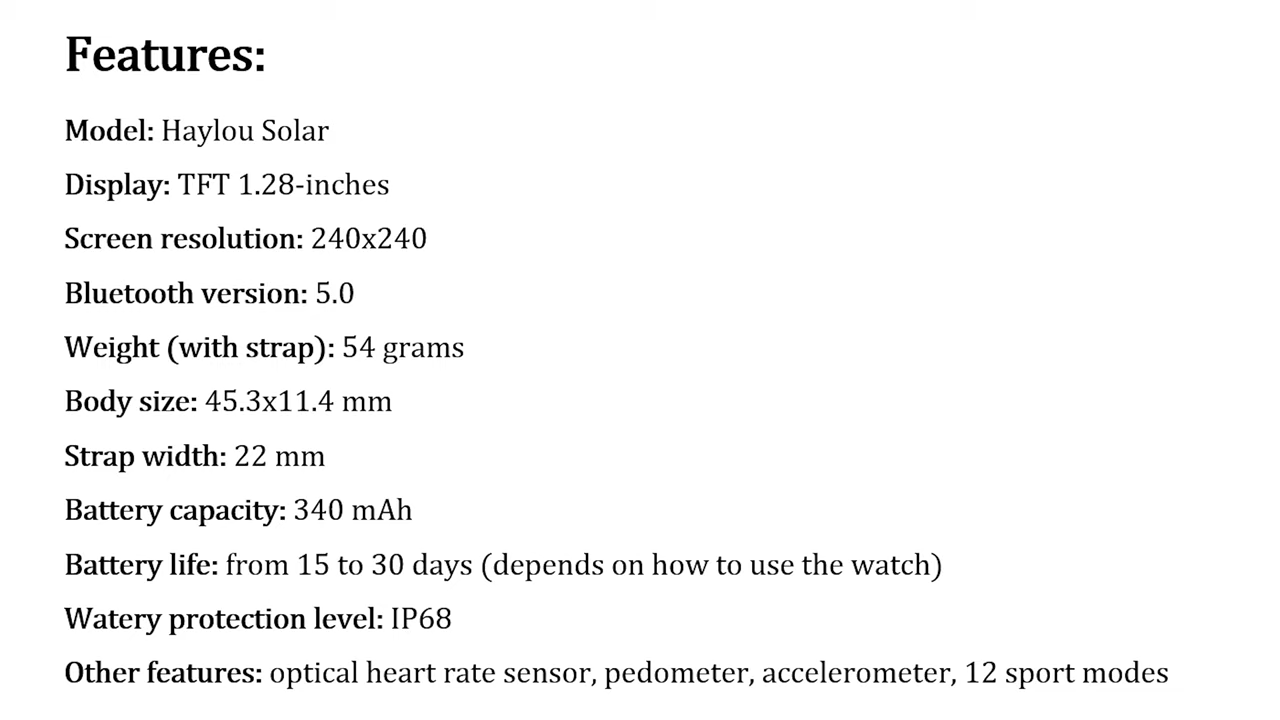 Features:
Model: Haylou Solar
Display: TFT 1.28-inches
Screen resolution: 240x240
Bluetooth version: 5.0
Weight (with strap): 54 grams
Body size: 45.3x11.4 mm
Strap width: 22 mm
Battery capacity: 340 mAh
Battery life: from 15 to 30 days (depends on how to use the watch)
Watery protection level: IP68
Other features: optical heart rate sensor, pedometer, accelerometer, 12 sport modes